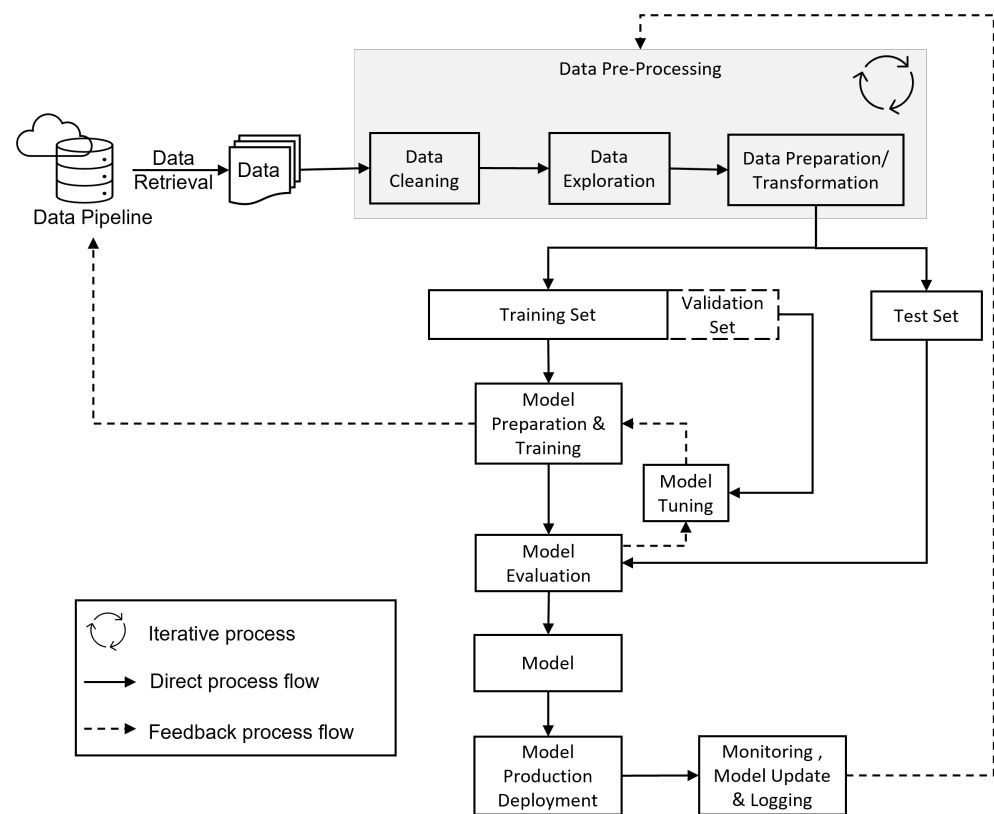 Data Pre-Processing
Data
Retrieval
Data
Data Pipeline
Data
Cleaning
Data
Exploration
Data Preparation/
Transformation
Training Set
Validation
Set
Test Set
Model
Preparation &
Training
Model
Tuning
Model
Evaluation
Model
Model
Production
Deployment
Monitoring ,
Model Update
& Logging
Iterative process
Direct process flow
Feedback process flow